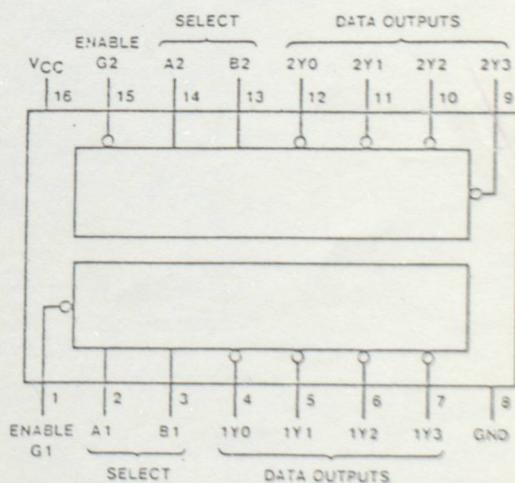 SELECT DATA OUTPUTS
ENABLE
VCC G2 A2 B2 2Y0 2Y1 2Y2 2Y3
16 15 14 13 12 11 10 9
1 2 3 4 5 6 7 8
ENABLE A1 B1 1Y0 1Y1 1Y2 1Y3 GND
G1
SELECT DATA OUTPUTS